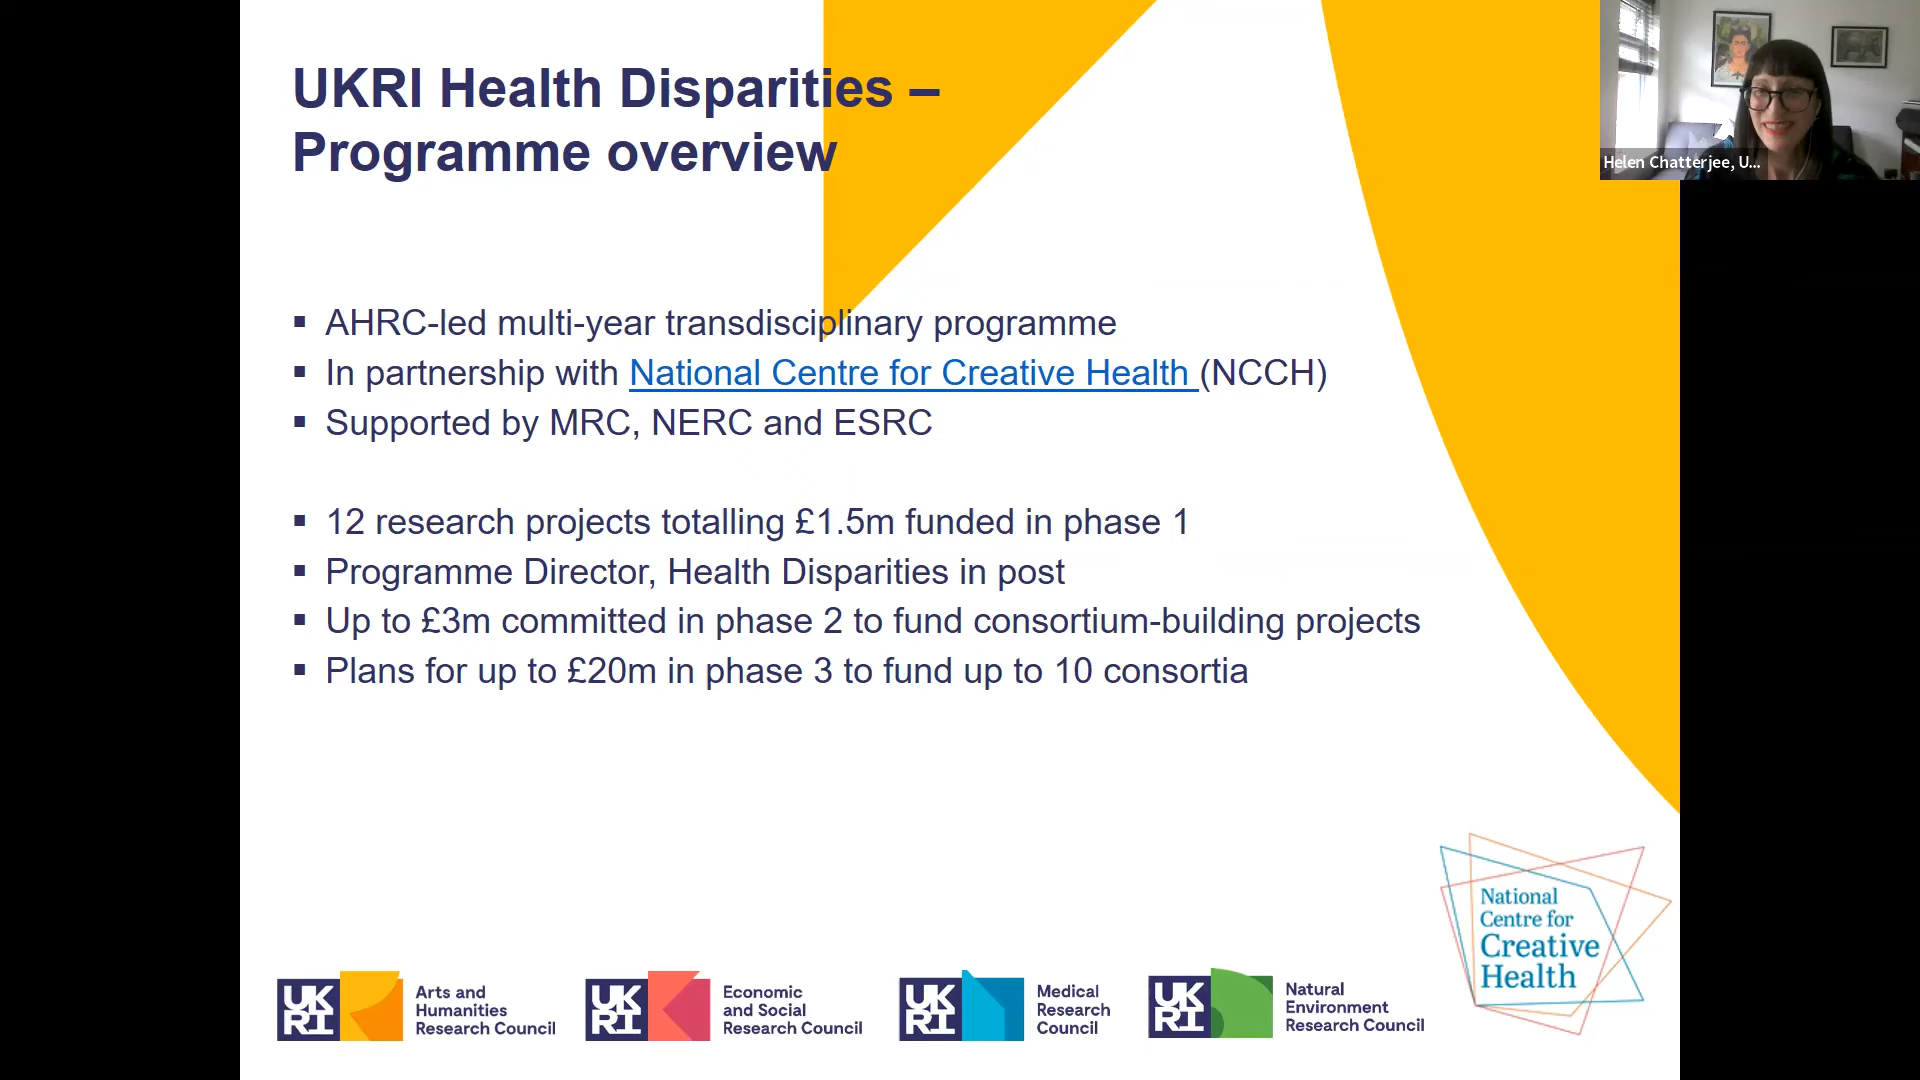 UKRI Health Disparities –
Programme overview
Helen Chatterjee, U...
▪ AHRC-led multi-year transdisciplinary programme
▪ In partnership with National Centre for Creative Health (NCCH)
▪ Supported by MRC, NERC and ESRC
▪ 12 research projects totalling £1.5m funded in phase 1
▪ Programme Director, Health Disparities in post
▪ Up to £3m committed in phase 2 to fund consortium-building projects
▪ Plans for up to £20m in phase 3 to fund up to 10 consortia
National
Centre for
Creative
Health
UK
RI
Arts and
Humanities
Research Council
UK
RI
Economic
and Social
Research Council
UK
RI
Medical
Research
Council
UK
RI
Natural
Environment
Research Council